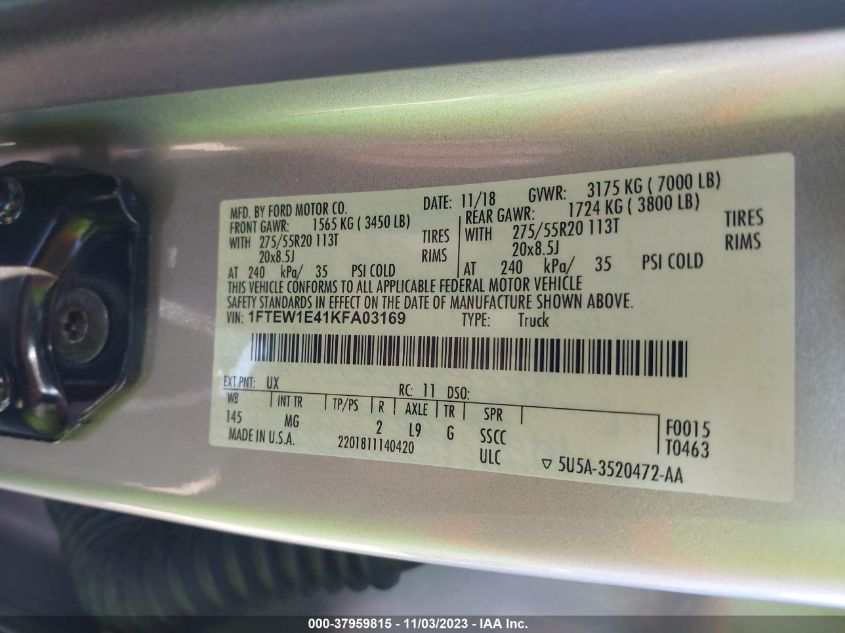 MFD. BY FORD MOTOR CO. DATE: 11/18 GVWR: 3175 KG ( 7000 LB)
FRONT GAWR: 1565 KG ( 3450 LB) REAR GAWR: 1724 KG ( 3800 LB)
WITH 275/55R20 113T TIRES WITH 275/55R20 113T TIRES
20x8.5J RIMS 20x8.5J RIMS
AT 240 kPa/ 35 PSI COLD AT 240 kPa/ 35 PSI COLD
THIS VEHICLE CONFORMS TO ALL APPLICABLE FEDERAL MOTOR VEHICLE
SAFETY STANDARDS IN EFFECT ON THE DATE OF MANUFACTURE SHOWN ABOVE.
VIN: 1FTEW1E41KFA03169 TYPE: Truck
EXT PNT: UX RC: 11 DSO:
WB INT TR TP/PS R AXLE TR SPR F0015
145 MG 2 L9 G SSCC T0463
MADE IN U.S.A. 2201811140420 ULC ▽ 5U5A-3520472-AA
000-37959815 - 11/03/2023 - IAA Inc.